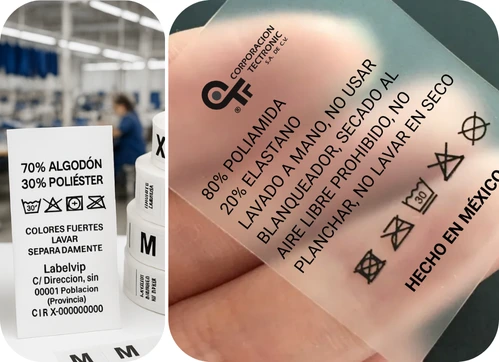 70% ALGODÓN
30% POLIÉSTER
30°
COLORES FUERTES
LAVAR
SEPARADAMENTE
Labelvip
C/ Direccion, sin
00001 Poblacion
(Provincia)
CIR X-000000000
X
M
M M
CORPORACION
TECTRONIC
S.A. DE C.V.
®
80% POLIAMIDA
20% ELASTANO
LAVADO A MANO, NO USAR
BLANQUEADOR, SECADO AL
AIRE LIBRE PROHIBIDO, NO
PLANCHAR, NO LAVAR EN SECO
30
HECHO EN MÉXICO